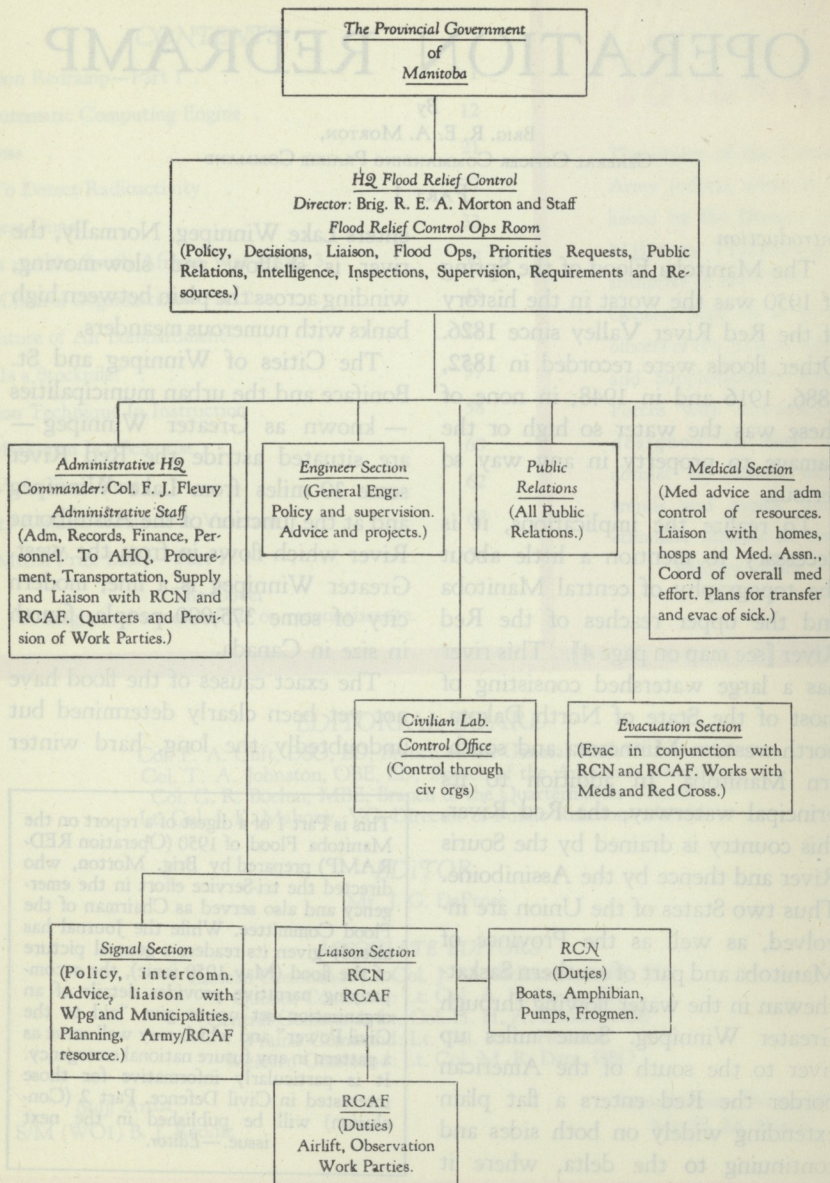 The Provincial Government
of
Manitoba
HQ Flood Relief Control
Director: Brig. R. E. A. Morton and Staff
Flood Relief Control Ops Room
(Policy, Decisions, Liaison, Flood Ops, Priorities Requests, Public
Relations, Intelligence, Inspections, Supervision, Requirements and Re-
sources.)
Administrative HQ
Commander: Col. F. J. Fleury
Administrative Staff
(Adm, Records, Finance, Per-
sonnel. To AHQ, Procure-
ment, Transportation, Supply
and Liaison with RCN and
RCAF. Quarters and Provi-
sion of Work Parties.)
Engineer Section
(General Engr.
Policy and supervision.
Advice and projects.)
Public
Relations
(All Public
Relations.)
Medical Section
(Med advice and adm
control of resources.
Liaison with homes,
hosps and Med. Assn.,
Coord of overall med
effort. Plans for transfer
and evac of sick.)
Civilian Lab.
Control Office
(Control through
civ orgs)
Evacuation Section
(Evac in conjunction with
RCN and RCAF. Works with
Meds and Red Cross.)
Signal Section
(Policy, intercom.
Advice, liaison with
Wpg and Municipalities.
Planning, Army/RCAF
resource.)
Liaison Section
RCN
RCAF
RCN
(Duties)
Boats, Amphibian,
Pumps, Frogmen.
RCAF
(Duties)
Airlift, Observation
Work Parties.